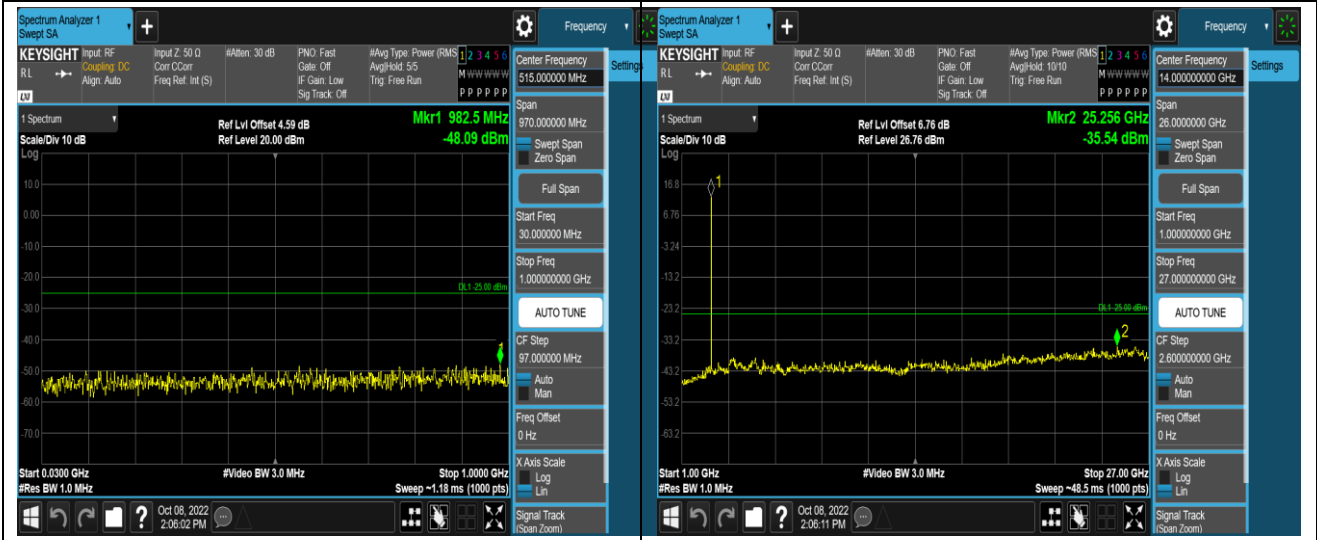 Spectrum Analyzer 1
Swept SA
+
Frequency
KEYSIGHT
RL
LXI
Input: RF
Coupling: DC
Align: Auto
Input Z: 50 Ω
Corr CCorr
Freq Ref: Int (S)
#Atten: 30 dB
PNO: Fast
Gate: Off
IF Gain: Low
Sig Track: Off
#Avg Type: Power (RMS
Avg|Hold: 5/5
Trig: Free Run
1 2 3 4 5 6
M W W W W W
P P P P P P
Center Frequency
515.000000 MHz
Settings
1 Spectrum
Scale/Div 10 dB
Log
Ref Lvl Offset 4.59 dB
Ref Level 20.00 dBm
Mkr1 982.5 MHz
-48.09 dBm
Span
970.000000 MHz
Swept Span
Zero Span
Full Span
Start Freq
30.000000 MHz
Stop Freq
1.000000000 GHz
AUTO TUNE
CF Step
97.000000 MHz
Auto
Man
Freq Offset
0 Hz
X Axis Scale
Log
Lin
Signal Track
(Span Zoom)
10.0
0.00
-10.0
-20.0
-30.0
-40.0
-50.0
-60.0
-70.0
DL1 -25.00 dBm
Start 0.0300 GHz
#Res BW 1.0 MHz
#Video BW 3.0 MHz
Stop 1.0000 GHz
Sweep ~1.18 ms (1000 pts)
?
Oct 08, 2022
2:06:02 PM
Spectrum Analyzer 1
Swept SA
+
Frequency
KEYSIGHT
RL
LXI
Input: RF
Coupling: DC
Align: Auto
Input Z: 50 Ω
Corr CCorr
Freq Ref: Int (S)
#Atten: 30 dB
PNO: Fast
Gate: Off
IF Gain: Low
Sig Track: Off
#Avg Type: Power (RMS
Avg|Hold: 10/10
Trig: Free Run
1 2 3 4 5 6
M W W W W W
P P P P P P
Center Frequency
14.000000000 GHz
Settings
1 Spectrum
Scale/Div 10 dB
Log
Ref Lvl Offset 6.76 dB
Ref Level 26.76 dBm
Mkr2 25.256 GHz
-35.54 dBm
Span
26.0000000 GHz
Swept Span
Zero Span
Full Span
Start Freq
1.000000000 GHz
Stop Freq
27.000000000 GHz
AUTO TUNE
CF Step
2.600000000 GHz
Auto
Man
Freq Offset
0 Hz
X Axis Scale
Log
Lin
Signal Track
(Span Zoom)
1
16.8
6.76
-3.24
-13.2
-23.2
-33.2
-43.2
-53.2
-63.2
DL1 -25.00 dBm
2
Start 1.00 GHz
#Res BW 1.0 MHz
#Video BW 3.0 MHz
Stop 27.00 GHz
Sweep ~48.5 ms (1000 pts)
?
Oct 08, 2022
2:06:11 PM